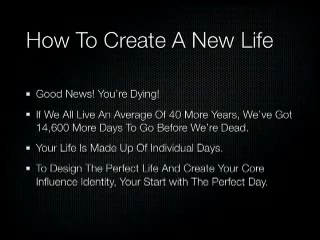 How To Create A New Life
Good News! You're Dying!
If We All Live An Average Of 40 More Years, We've Got
14,600 More Days To Go Before We're Dead.
Your Life Is Made Up Of Individual Days.
To Design The Perfect Life And Create Your Core
Influence Identity, Your Start with The Perfect Day.